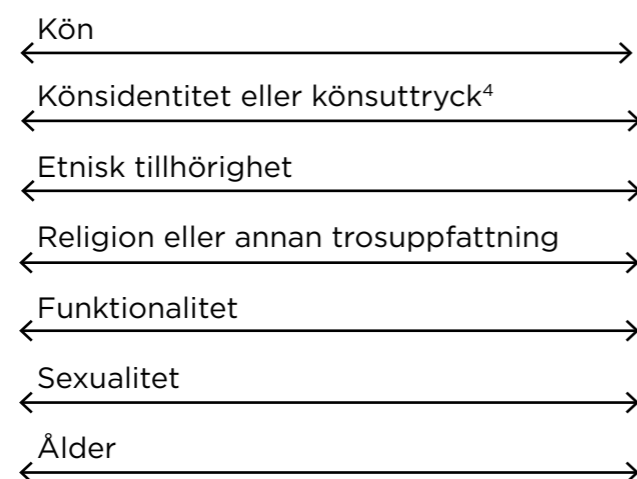 Kön
Könsidentitet eller könsuttryck⁴
Etnisk tillhörighet
Religion eller annan trosuppfattning
Funktionalitet
Sexualitet
Ålder